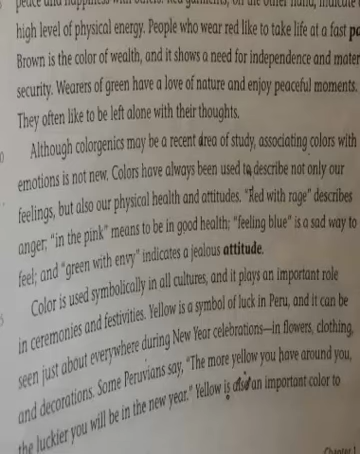 peace and happiness with others. Red garments, on the other hand, indicate
high level of physical energy. People who wear red like to take life at a fast
Brown is the color of wealth, and it shows a need for independence and mater
security. Wearers of green have a love of nature and enjoy peaceful moments.
They often like to be left alone with their thoughts.
Although colorgenics may be a recent area of study, associating colors with
emotions is not new. Colors have always been used to describe not only our
feelings, but also our physical health and attitudes. "Red with rage" describes
anger; "in the pink" means to be in good health; "feeling blue" is a sad way to
feel; and "green with envy" indicates a jealous attitude.
Color is used symbolically in all cultures, and it plays an important role
in ceremonies and festivities. Yellow is a symbol of luck in Peru, and it can be
seen just about everywhere during New Year celebrations—in flowers, clothing,
and decorations. Some Peruvians say, "The more yellow you have around you,
the luckier you will be in the new year." Yellow is also an important color to
Chapter 1